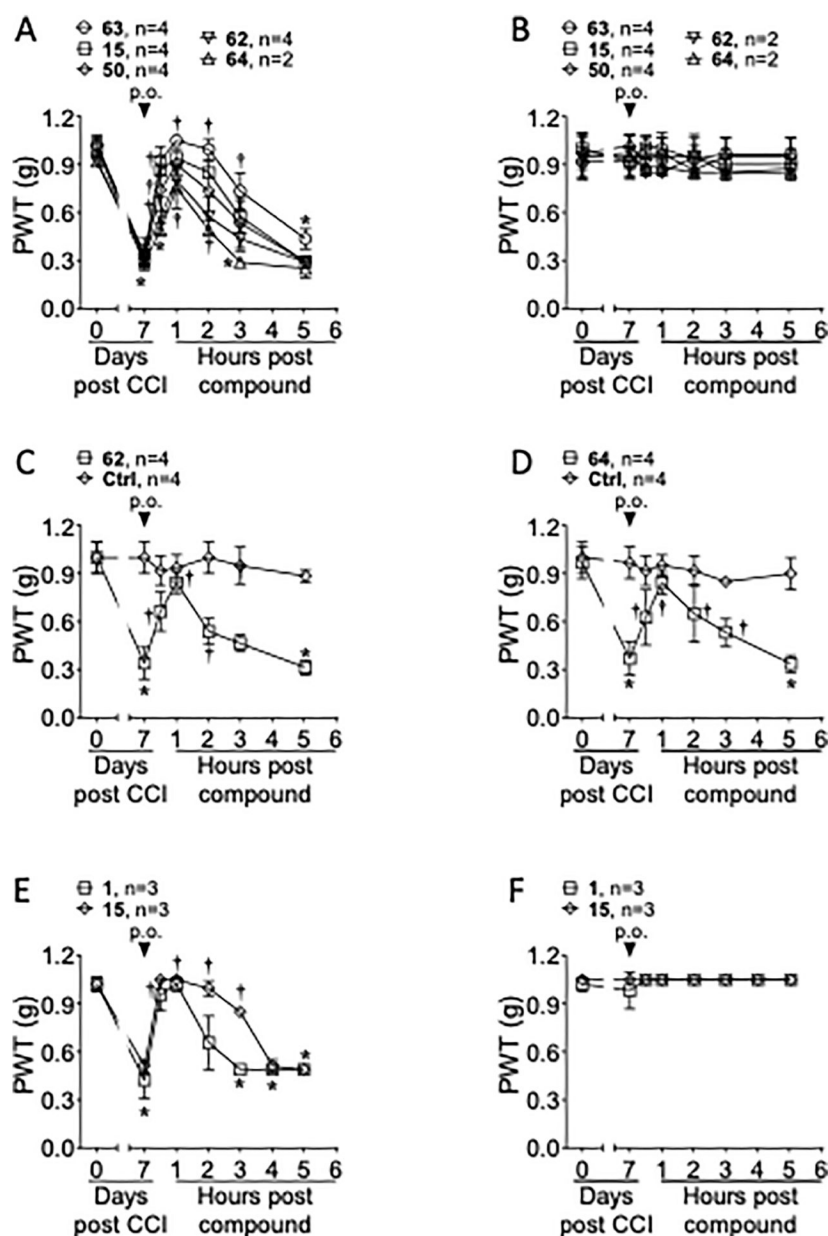 A
63, n=4
15, n=4
50, n=4
62, n=4
64, n=2
p.o.
PWT (g)
1.2
0.9
0.6
0.3
0.0
0 7 1 2 3 4 5 6
Days Hours post
post CCI compound
B
63, n=4
15, n=4
50, n=4
62, n=2
64, n=2
p.o.
PWT (g)
1.2
0.9
0.6
0.3
0.0
0 7 1 2 3 4 5 6
Days Hours post
post CCI compound
C
62, n=4
Ctrl, n=4
p.o.
PWT (g)
1.2
0.9
0.6
0.3
0.0
0 7 1 2 3 4 5 6
Days Hours post
post CCI compound
D
64, n=4
Ctrl, n=4
p.o.
PWT (g)
1.2
0.9
0.6
0.3
0.0
0 7 1 2 3 4 5 6
Days Hours post
post CCI compound
E
1, n=3
15, n=3
p.o.
PWT (g)
1.2
0.9
0.6
0.3
0.0
0 7 1 2 3 4 5 6
Days Hours post
post CCI compound
F
1, n=3
15, n=3
p.o.
PWT (g)
1.2
0.9
0.6
0.3
0.0
0 7 1 2 3 4 5 6
Days Hours post
post CCI compound